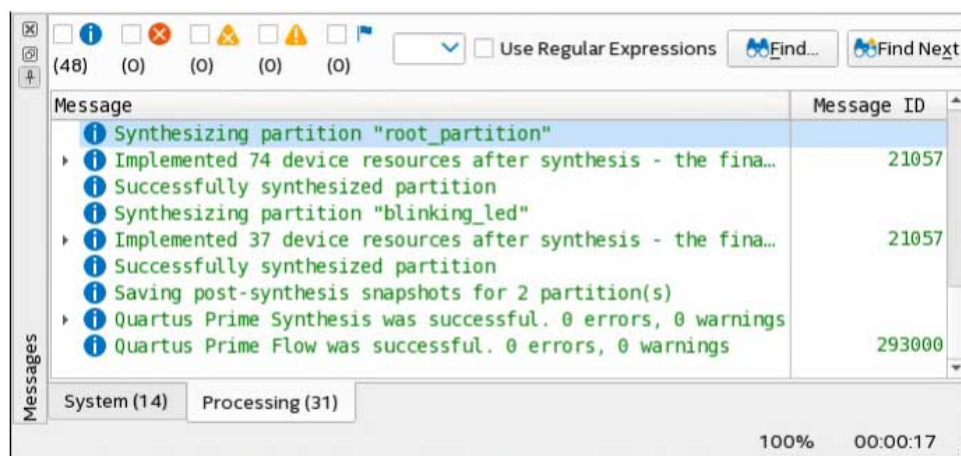 (48) (0) (0) (0) (0) Use Regular Expressions Find... Find Next
Message Message ID
Synthesizing partition "root_partition"
Implemented 74 device resources after synthesis - the fina… 21057
Successfully synthesized partition
Synthesizing partition "blinking_led"
Implemented 37 device resources after synthesis - the fina… 21057
Successfully synthesized partition
Saving post-synthesis snapshots for 2 partition(s)
Quartus Prime Synthesis was successful. 0 errors, 0 warnings
Quartus Prime Flow was successful. 0 errors, 0 warnings 293000
Messages
System (14) Processing (31)
100% 00:00:17